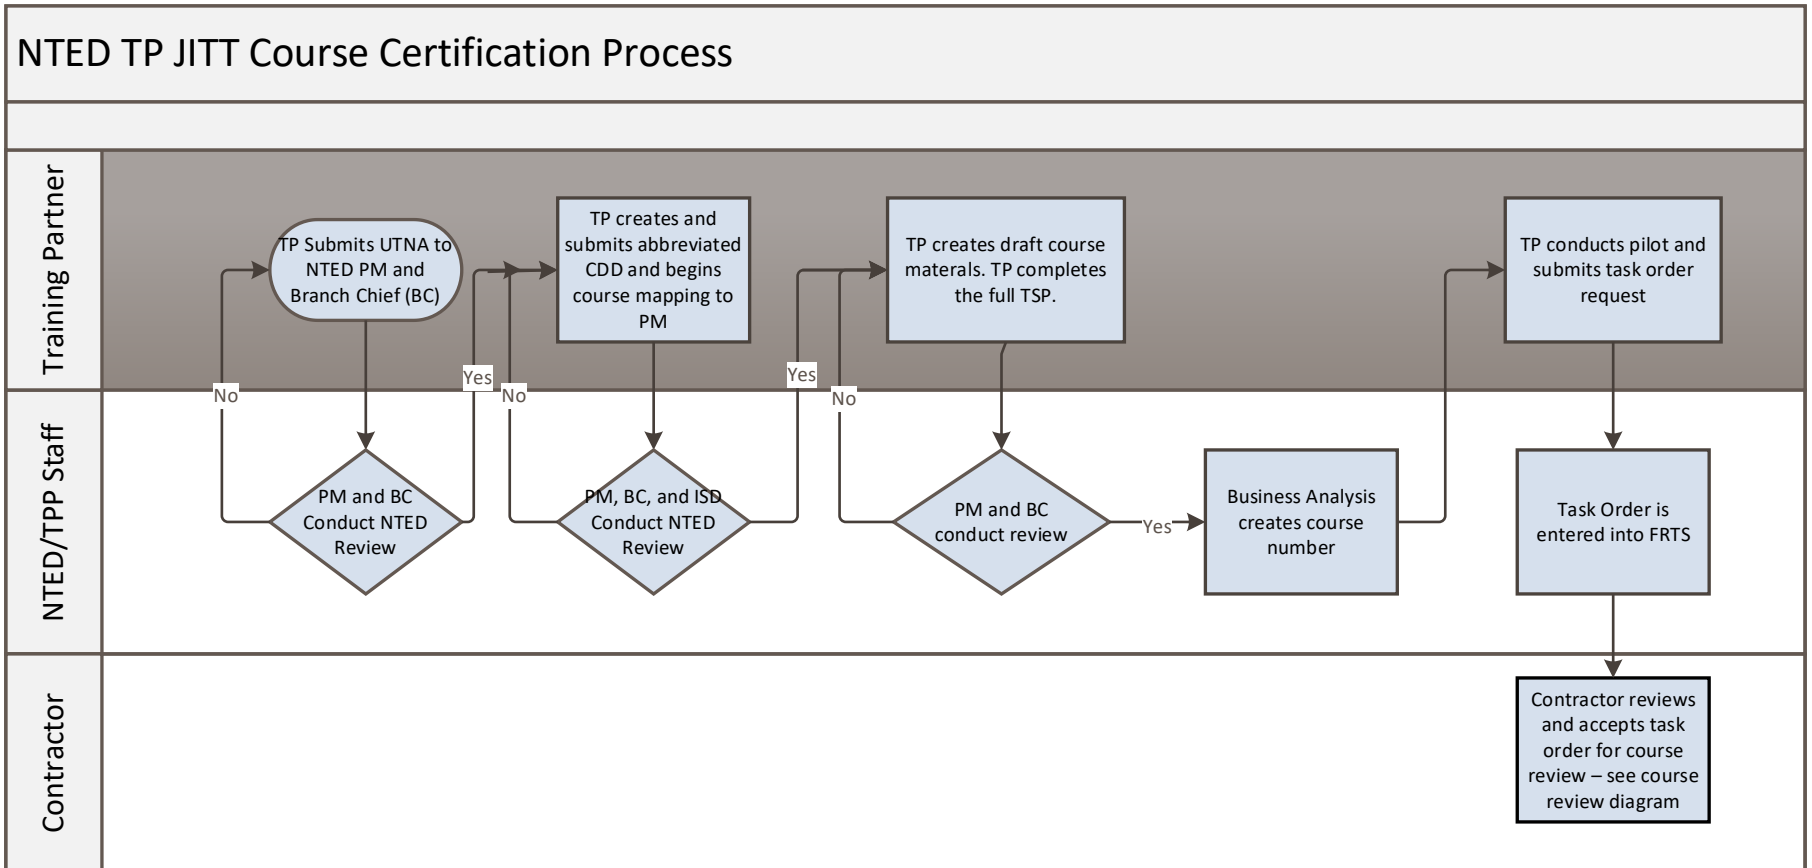 NTED TP JITT Course Certification Process
Training Partner
TP Submits UTNA to
NTED PM and
Branch Chief (BC)
TP creates and
submits abbreviated
CDD and begins
course mapping to
PM
TP creates draft course
materals. TP completes
the full TSP.
TP conducts pilot and
submits task order
request
No
Yes
No
Yes
No
NTED/TPP Staff
PM and BC
Conduct NTED
Review
PM, BC, and ISD
Conduct NTED
Review
PM and BC
conduct review
Yes
Business Analysis
creates course
number
Task Order is
entered into FRTS
Contractor
Contractor reviews
and accepts task
order for course
review – see course
review diagram